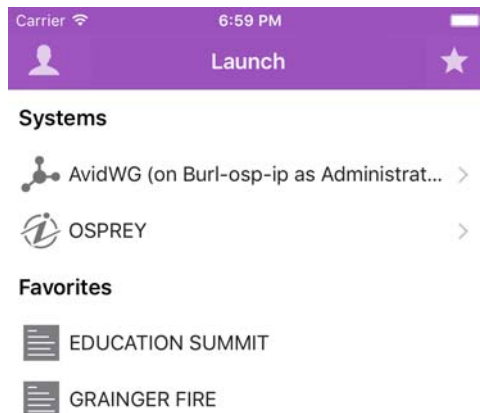 Carrier 6:59 PM
Launch
Systems
AvidWG (on Burl-osp-ip as Administrat...
OSPREY
Favorites
EDUCATION SUMMIT
GRAINGER FIRE